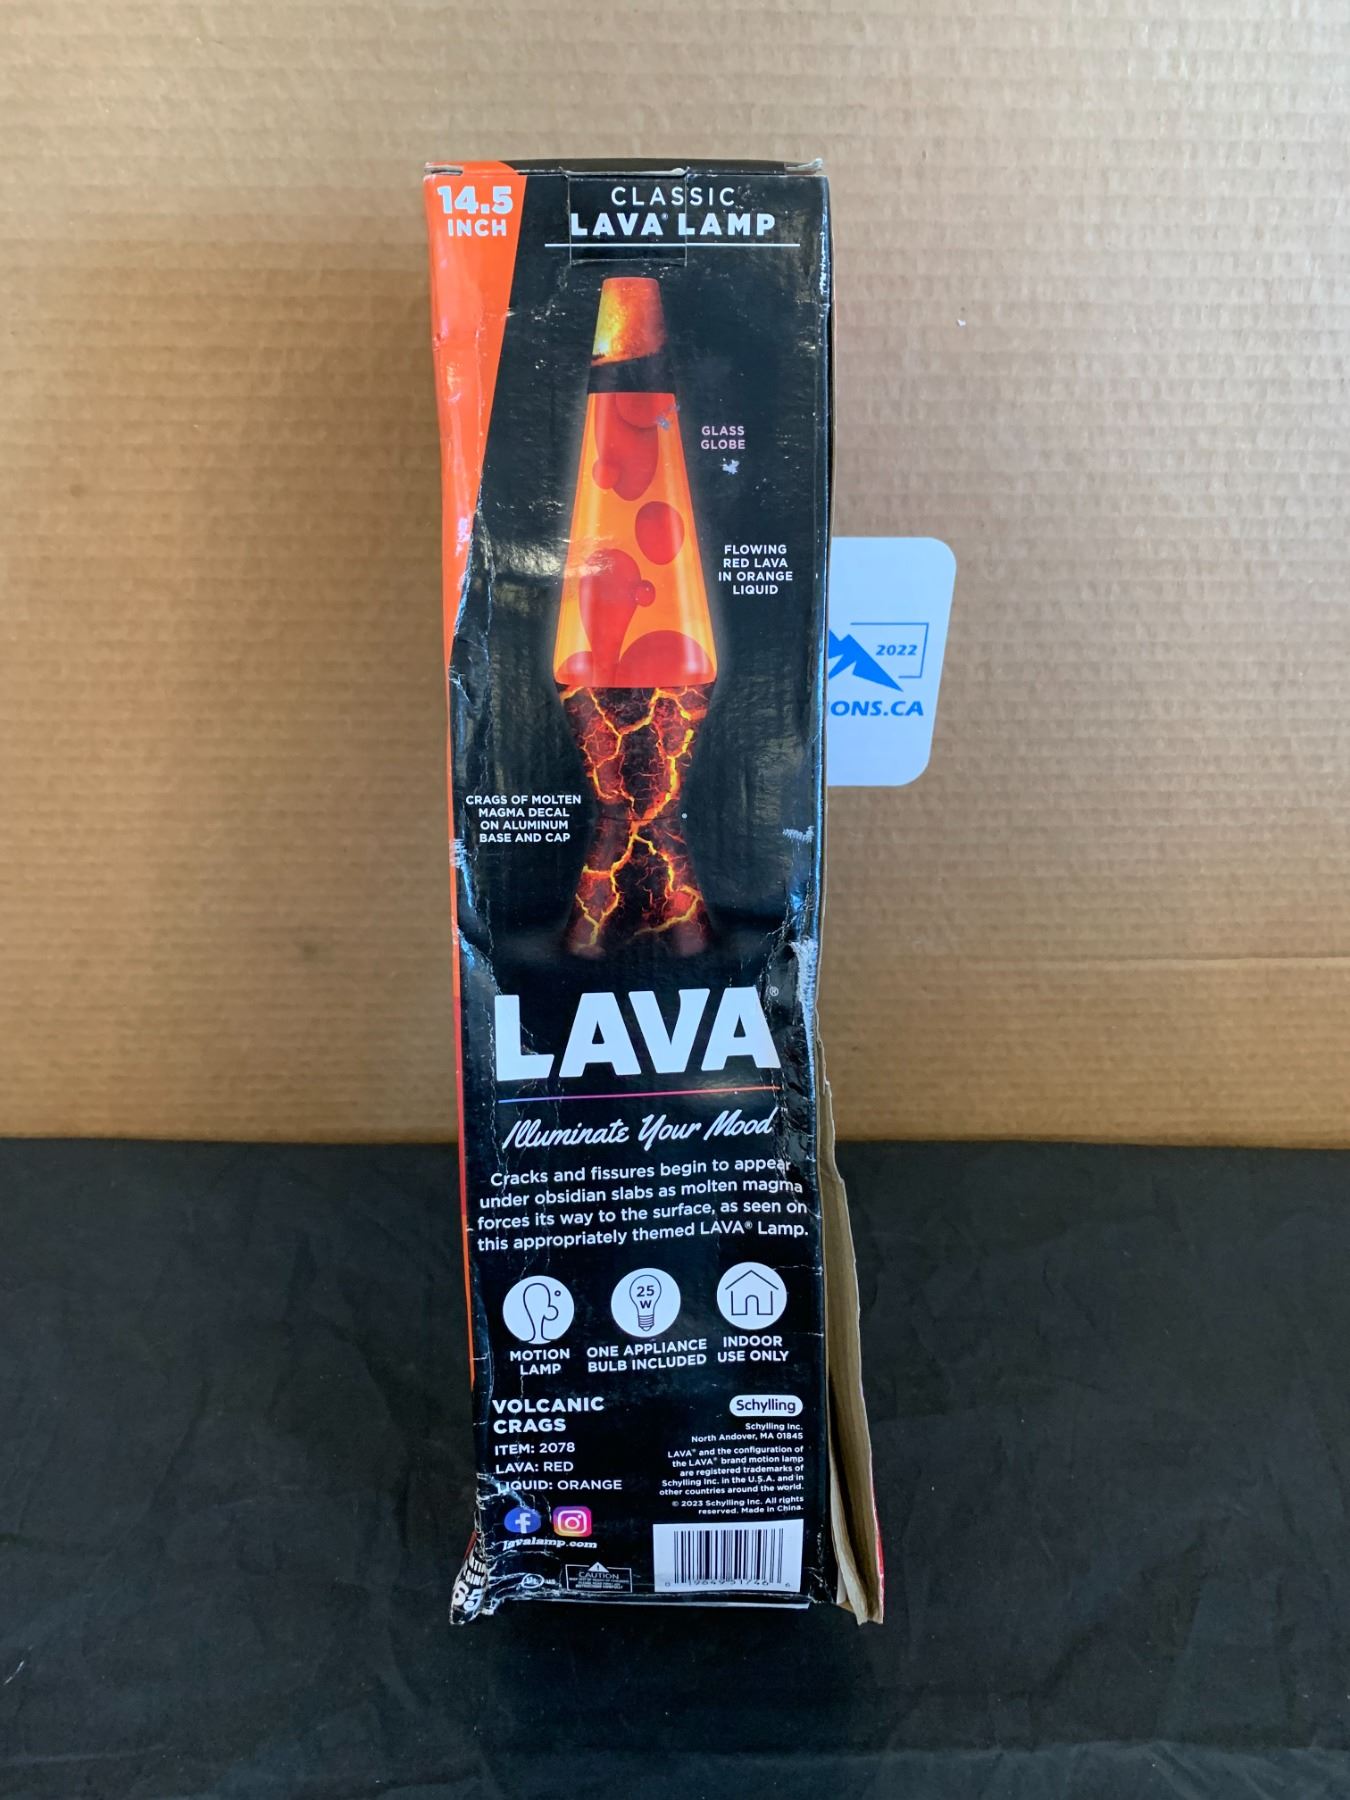 14.5
INCH
CLASSIC
LAVA® LAMP
GLASS
GLOBE
FLOWING
RED LAVA
IN ORANGE
LIQUID
2022
IONS.CA
CRAGS OF MOLTEN
MAGMA DECAL
ON ALUMINUM
BASE AND CAP
LAVA®
Illuminate Your Mood
Cracks and fissures begin to appear
under obsidian slabs as molten magma
forces its way to the surface, as seen on
this appropriately themed LAVA® Lamp.
25
W
MOTION
LAMP
ONE APPLIANCE
BULB INCLUDED
INDOOR
USE ONLY
VOLCANIC
CRAGS
ITEM: 2078
LAVA: RED
LIQUID: ORANGE
lavalamp.com
Schylling
Schylling Inc.
North Andover, MA 01845
LAVA® and the configuration of
the LAVA® brand motion lamp
are registered trademarks of
Schylling Inc. in the U.S.A. and in
other countries around the world.
© 2023 Schylling Inc. All rights
reserved. Made in China.
US
CAUTION
65